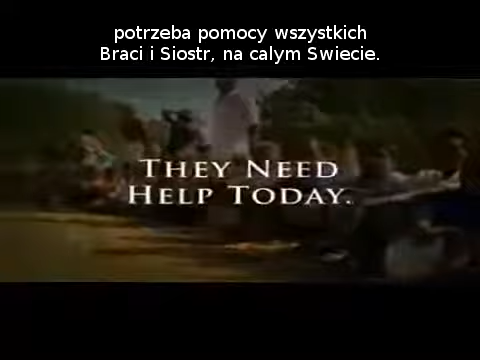 potrzeba pomocy wszystkich
Braci i Siostr, na calym Swiecie.
THEY NEED
HELP TODAY.